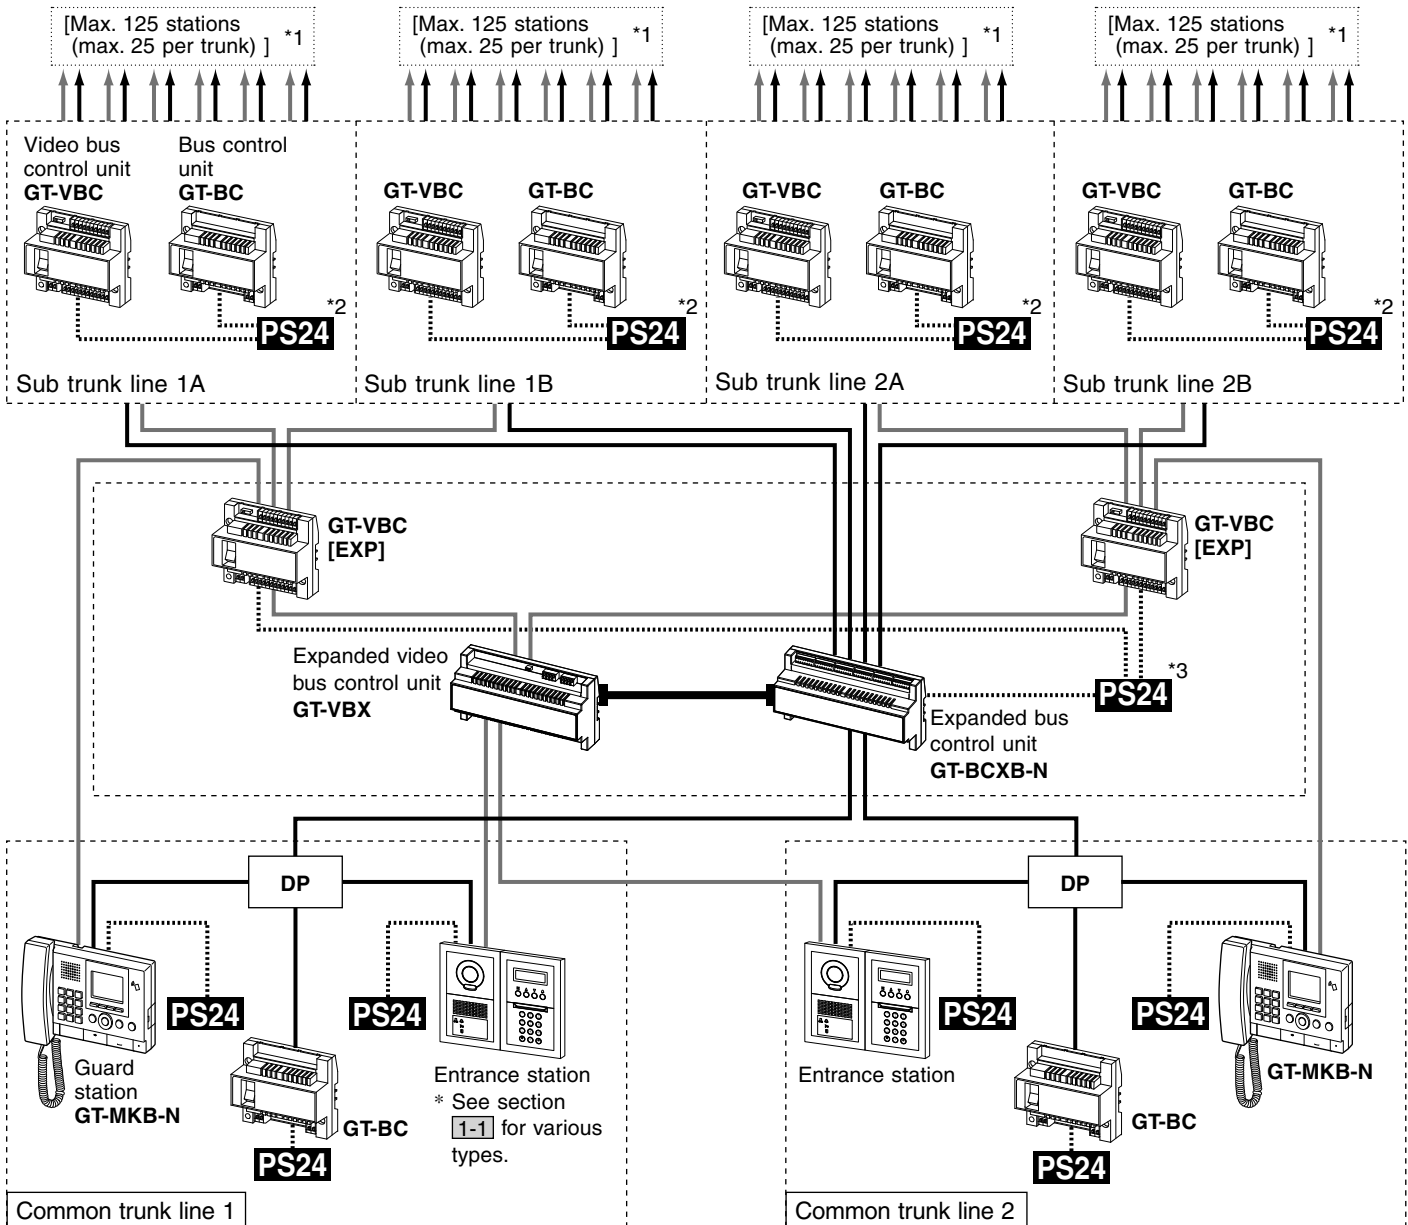 [Max. 125 stations
(max. 25 per trunk) ] *1
[Max. 125 stations
(max. 25 per trunk) ] *1
[Max. 125 stations
(max. 25 per trunk) ] *1
[Max. 125 stations
(max. 25 per trunk) ] *1
Video bus
control unit
GT-VBC
Bus control
unit
GT-BC
*2
PS24
Sub trunk line 1A
GT-VBC
GT-BC
*2
PS24
Sub trunk line 1B
GT-VBC
GT-BC
*2
PS24
Sub trunk line 2A
GT-VBC
GT-BC
*2
PS24
Sub trunk line 2B
GT-VBC
[EXP]
GT-VBC
[EXP]
Expanded video
bus control unit
GT-VBX
*3
PS24
Expanded bus
control unit
GT-BCXB-N
DP
PS24
PS24
Guard
station
GT-MKB-N
GT-BC
PS24
Entrance station
* See section
1-1 for various
types.
Common trunk line 1
DP
PS24
PS24
Entrance station
GT-MKB-N
GT-BC
PS24
Common trunk line 2